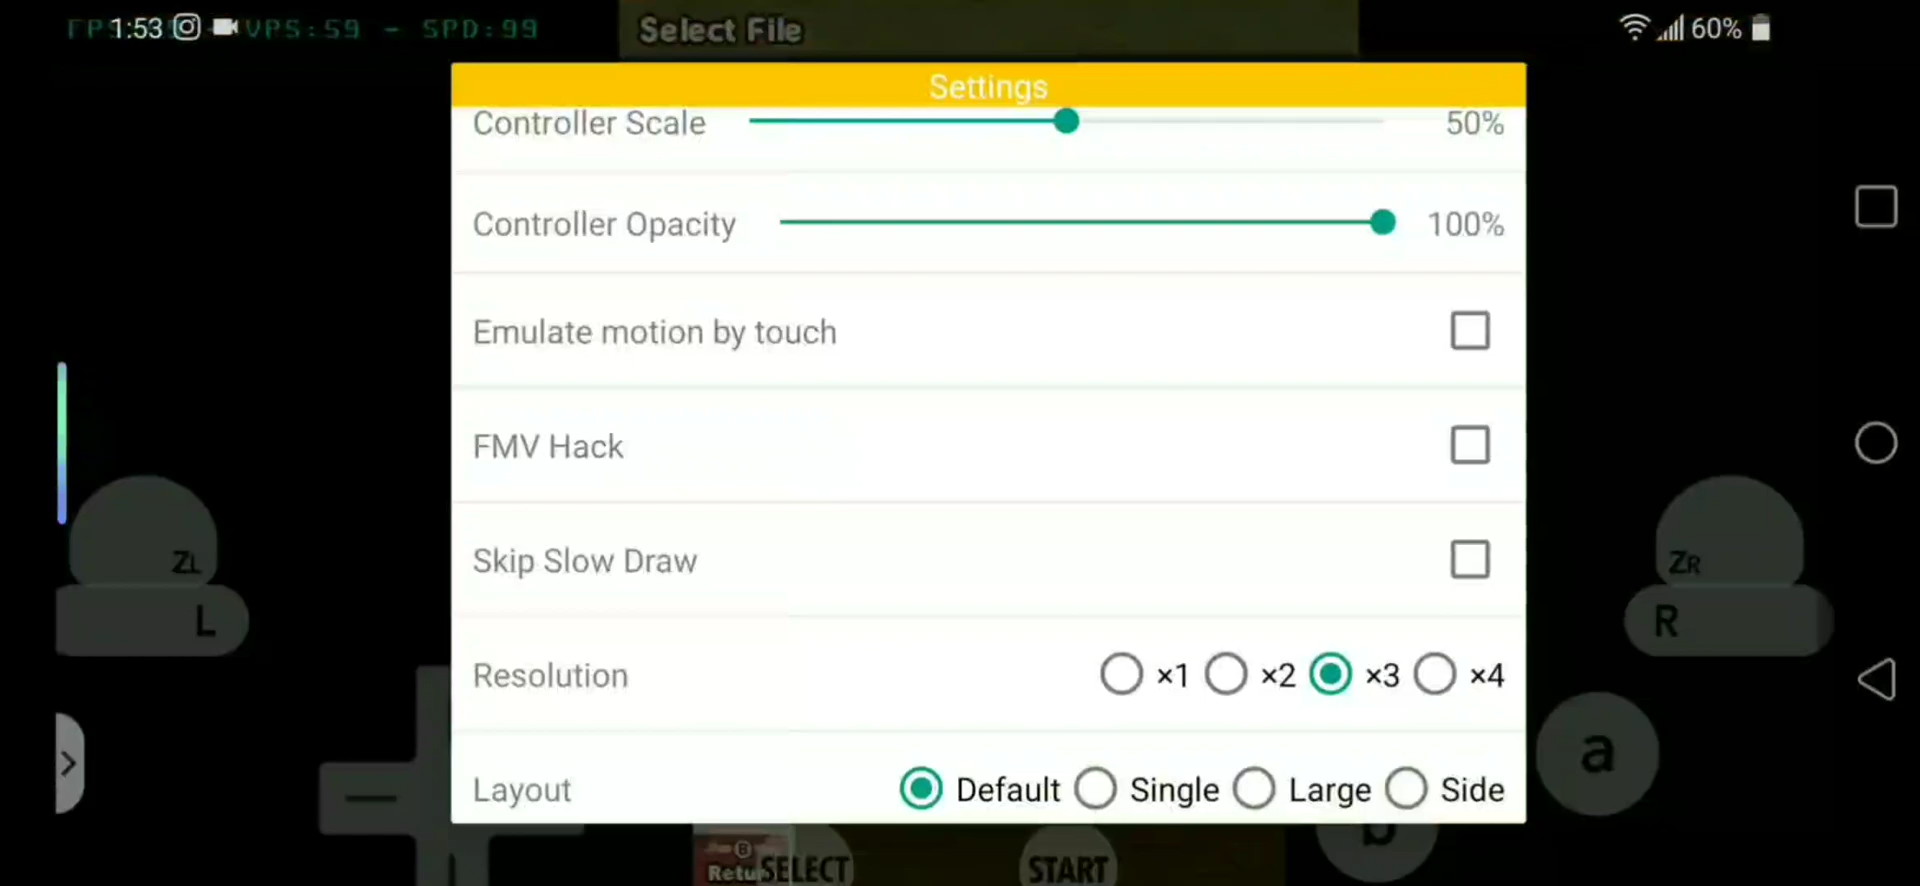 1:53 VPS:59 - SPD:99
Select File
60%
Settings
Controller Scale 50%
Controller Opacity 100%
Emulate motion by touch
FMV Hack
Skip Slow Draw
Resolution ×1 ×2 ×3 ×4
Layout Default Single Large Side
ZL
L
ZR
R
a
b
B
SELECT
START